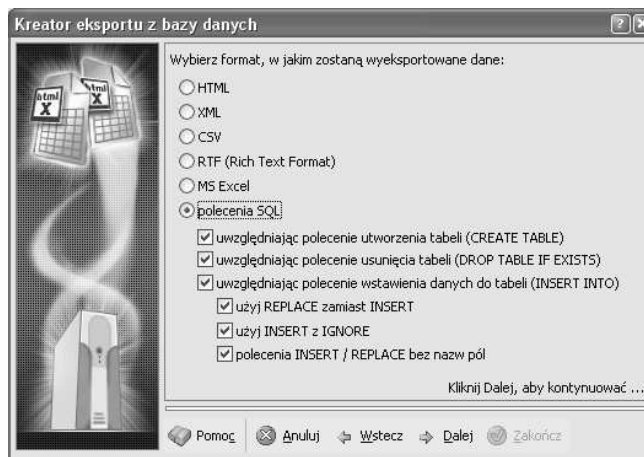 Kreator eksportu z bazy danych
Wybierz format, w jakim zostaną wyeksportowane dane:
html
X
html
X
HTML
XML
CSV
RTF (Rich Text Format)
MS Excel
polecenia SQL
uwzględniając polecenie utworzenia tabeli (CREATE TABLE)
uwzględniając polecenie usunięcia tabeli (DROP TABLE IF EXISTS)
uwzględniając polecenie wstawienia danych do tabeli (INSERT INTO)
użyj REPLACE zamiast INSERT
użyj INSERT z IGNORE
polecenia INSERT / REPLACE bez nazw pól
Kliknij Dalej, aby kontynuować ...
Pomoc Anuluj Wstecz Dalej Zakończ